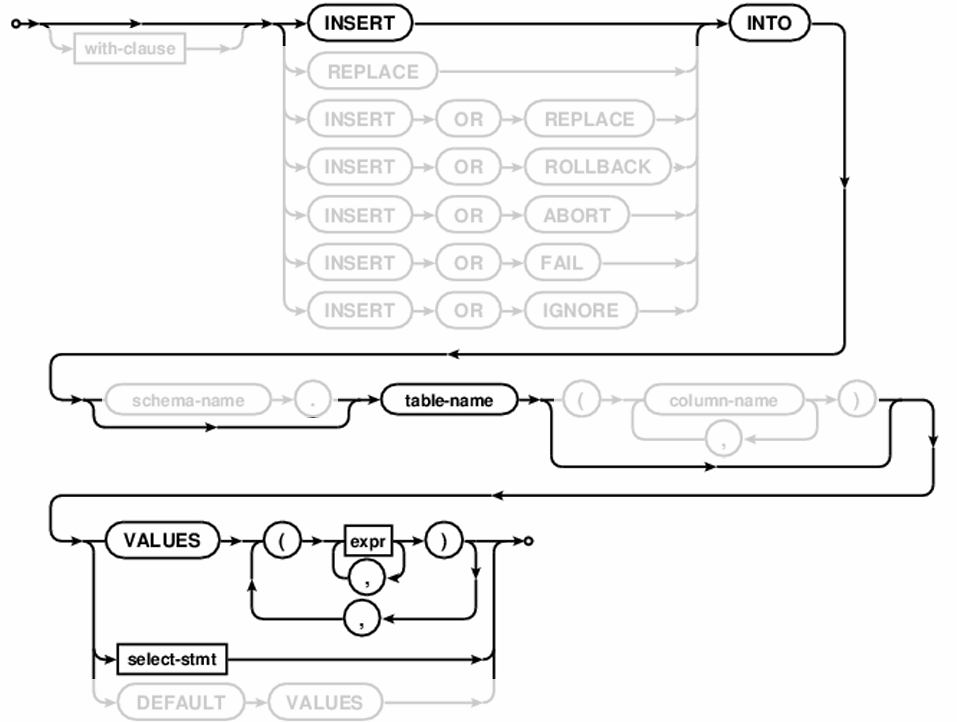 INSERT INTO
with-clause
REPLACE
INSERT OR REPLACE
INSERT OR ROLLBACK
INSERT OR ABORT
INSERT OR FAIL
INSERT OR IGNORE
schema-name . table-name ( column-name )
,
VALUES ( expr )
,
,
select-stmt
DEFAULT VALUES